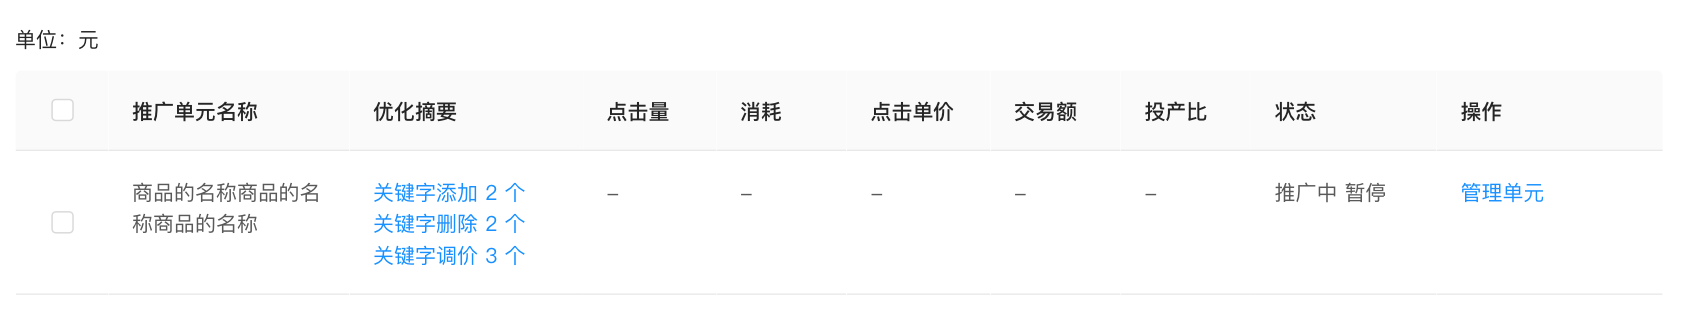 单位：元
推广单元名称 优化摘要 点击量 消耗 点击单价 交易额 投产比 状态 操作
商品的名称商品的名 关键字添加 2 个 – – – – – 推广中 暂停 管理单元
称商品的名称 关键字删除 2 个
关键字调价 3 个